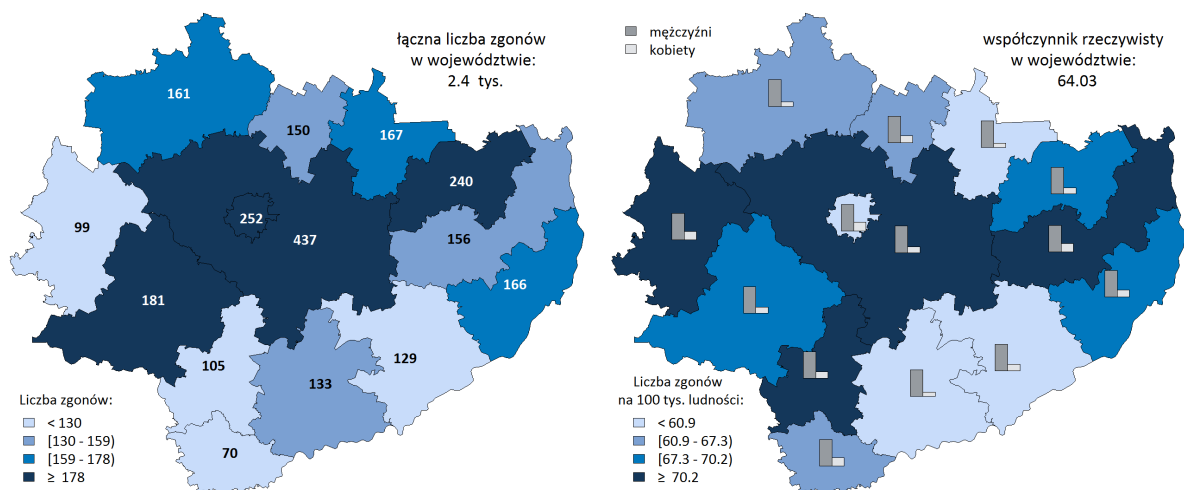 łączna liczba zgonów
w województwie:
2.4 tys.
161
150
167
240
99
252
437
156
166
181
105
129
133
70
Liczba zgonów:
< 130
[130 - 159)
[159 - 178)
≥ 178
mężczyźni
kobiety
współczynnik rzeczywisty
w województwie:
64.03
Liczba zgonów
na 100 tys. ludności:
< 60.9
[60.9 - 67.3)
[67.3 - 70.2)
≥ 70.2